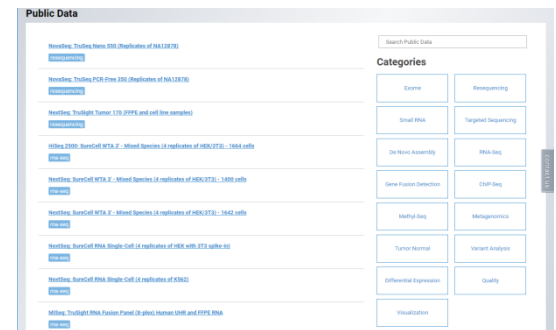 Public Data
NovaSeq: TruSeq Nano 550 (Replicates of NA12878)
resequencing
NovaSeq: TruSeq PCR-Free 350 (Replicates of NA12878)
resequencing
NextSeq: TruSight Tumor 170 (FFPE and cell line samples)
resequencing
HiSeq 2500: SureCell WTA 3' - Mixed Species (4 replicates of HEK/3T3) - 1664 cells
rna-seq
NextSeq: SureCell WTA 3' - Mixed Species (4 replicates of HEK/3T3) - 1400 cells
rna-seq
NextSeq: SureCell WTA 3' - Mixed Species (4 replicates of HEK/3T3) - 1642 cells
rna-seq
NextSeq: SureCell RNA Single-Cell (4 replicates of HEK with 3T3 spike-in)
rna-seq
NextSeq: SureCell RNA Single-Cell (4 replicates of K562)
rna-seq
MiSeq: TruSight RNA Fusion Panel (8-plex) Human UHR and FFPE RNA
rna-seq
Search Public Data
Categories
Exome
Resequencing
Small RNA
Targeted Sequencing
De Novo Assembly
RNA-Seq
Gene Fusion Detection
ChIP-Seq
Methyl-Seq
Metagenomics
Tumor Normal
Variant Analysis
Differential Expression
Quality
Visualization
contact us